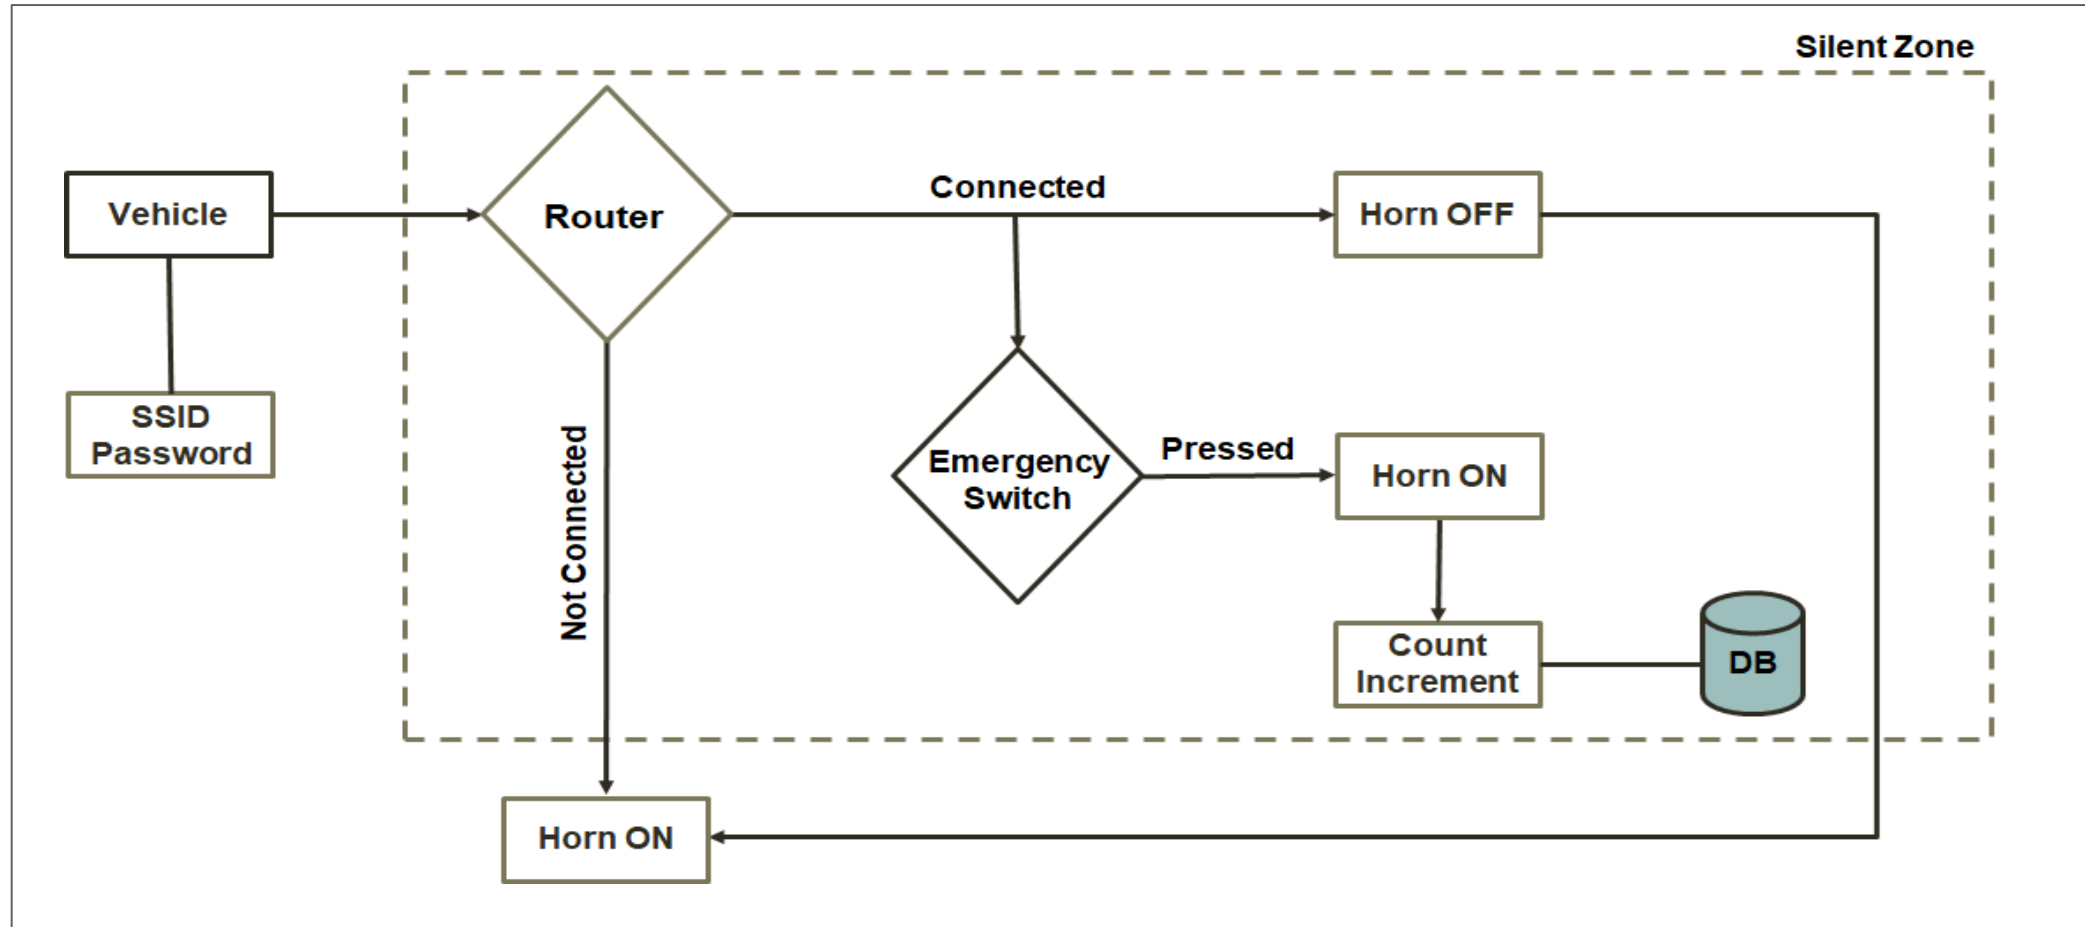 Silent Zone
Vehicle
Router
Connected
Horn OFF
SSID
Password
Not Connected
Emergency
Switch
Pressed
Horn ON
Count
Increment
DB
Horn ON